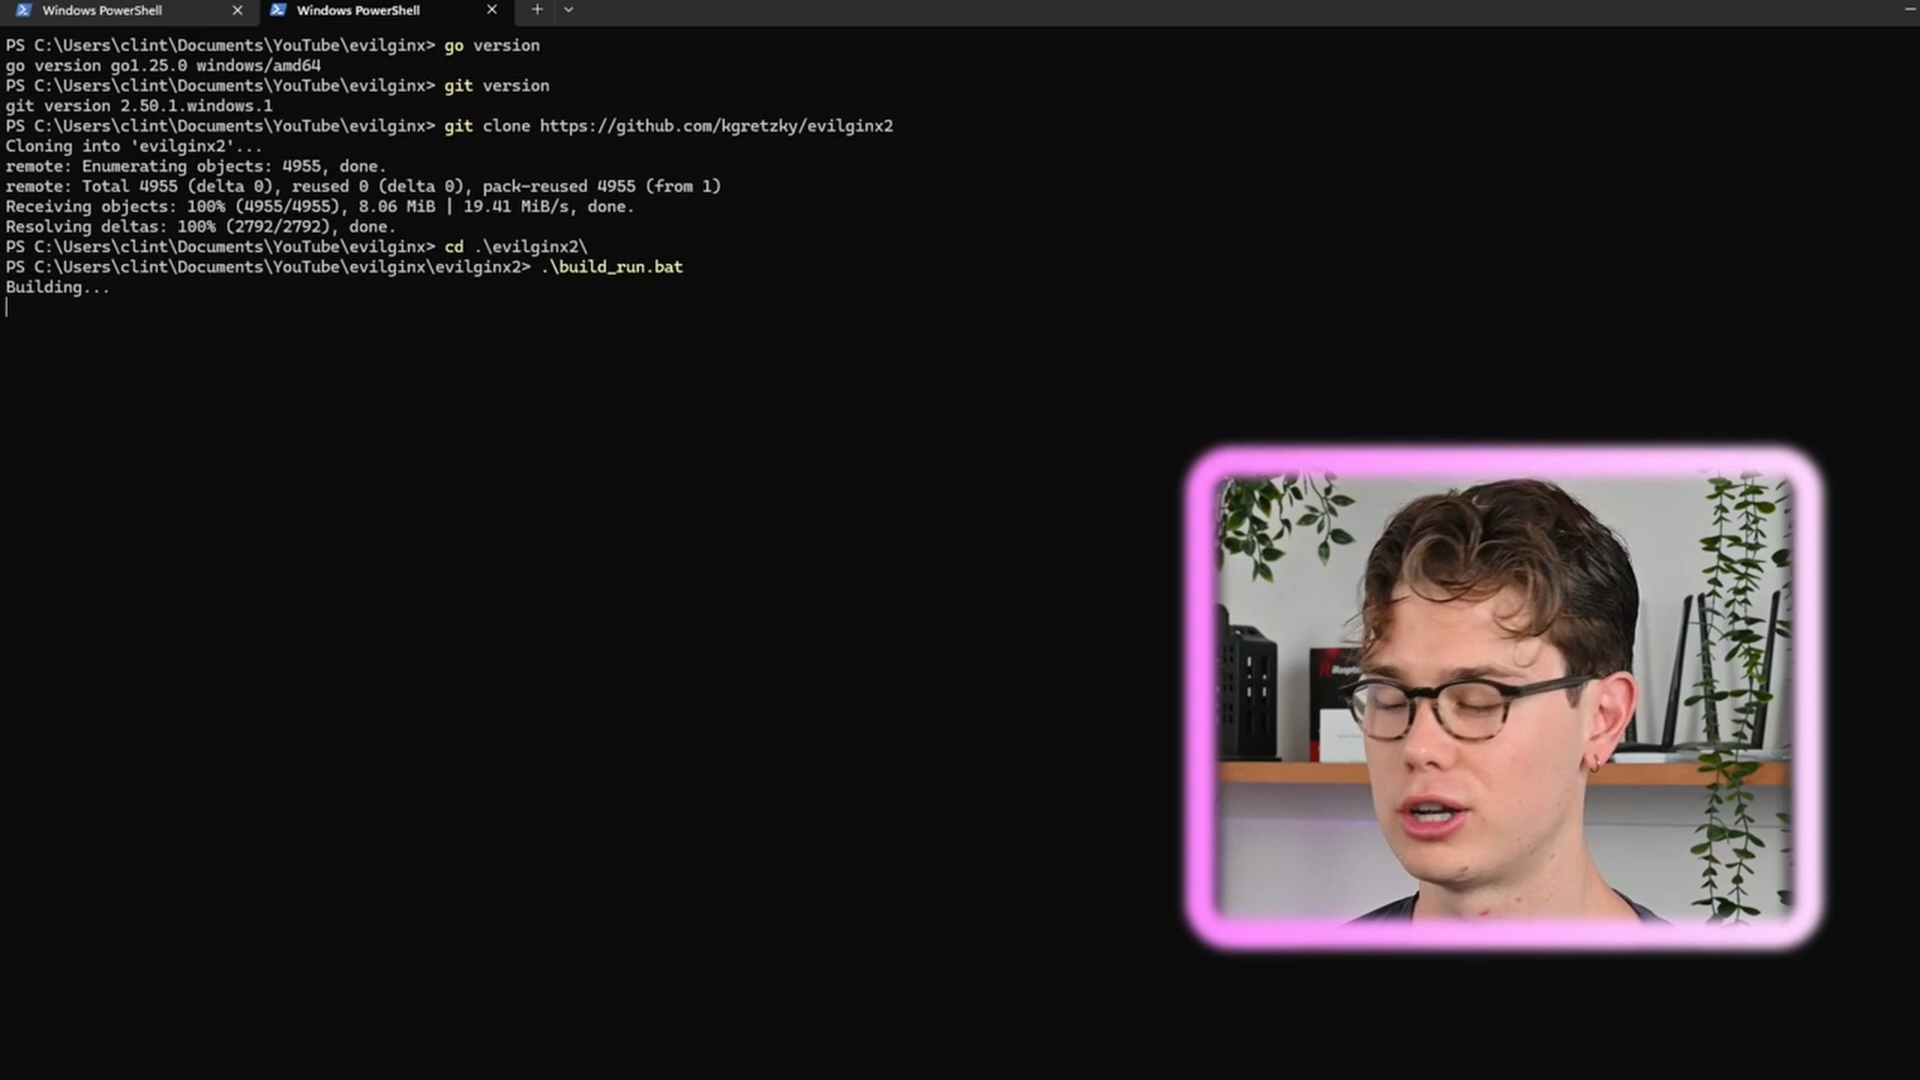 Windows PowerShell
Windows PowerShell
PS C:\Users\clint\Documents\YouTube\evilginx> go version
go version go1.25.0 windows/amd64
PS C:\Users\clint\Documents\YouTube\evilginx> git version
git version 2.50.1.windows.1
PS C:\Users\clint\Documents\YouTube\evilginx> git clone https://github.com/kgretzky/evilginx2
Cloning into 'evilginx2'...
remote: Enumerating objects: 4955, done.
remote: Total 4955 (delta 0), reused 0 (delta 0), pack-reused 4955 (from 1)
Receiving objects: 100% (4955/4955), 8.06 MiB | 19.41 MiB/s, done.
Resolving deltas: 100% (2792/2792), done.
PS C:\Users\clint\Documents\YouTube\evilginx> cd .\evilginx2\
PS C:\Users\clint\Documents\YouTube\evilginx\evilginx2> .\build_run.bat
Building...